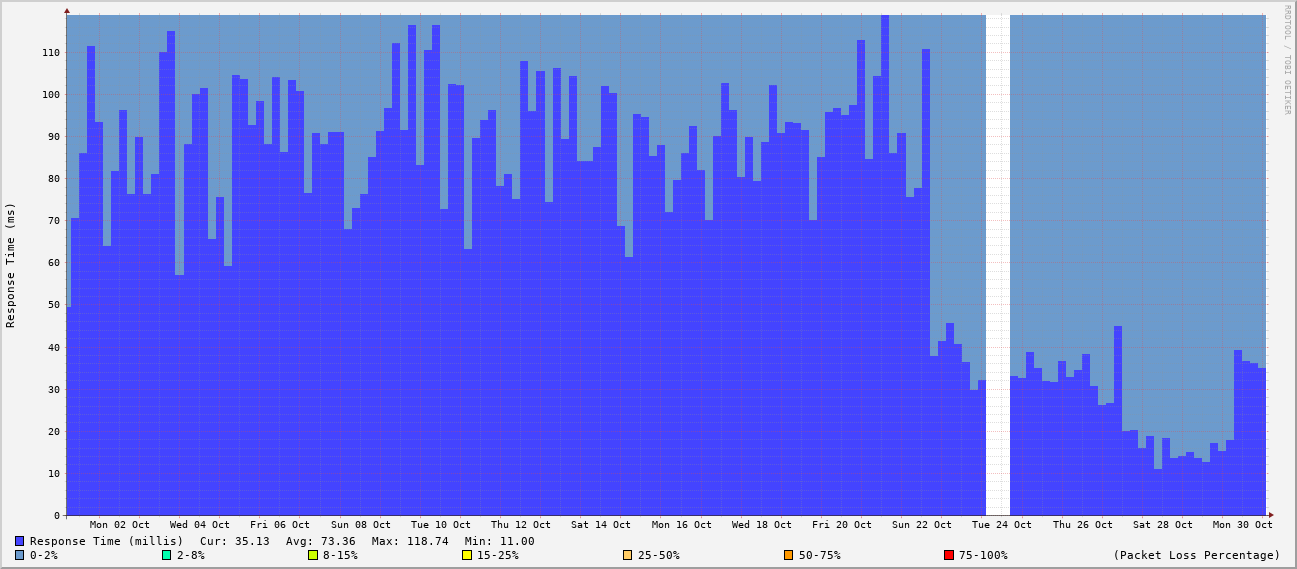 RRDTOOL / TOBI OETIKER
Response Time (ms)
110
100
90
80
70
60
50
40
30
20
10
0
Mon 02 Oct Wed 04 Oct Fri 06 Oct Sun 08 Oct Tue 10 Oct Thu 12 Oct Sat 14 Oct Mon 16 Oct Wed 18 Oct Fri 20 Oct Sun 22 Oct Tue 24 Oct Thu 26 Oct Sat 28 Oct Mon 30 Oct
Response Time (millis) Cur: 35.13 Avg: 73.36 Max: 118.74 Min: 11.00
0-2% 2-8% 8-15% 15-25% 25-50% 50-75% 75-100% (Packet Loss Percentage)